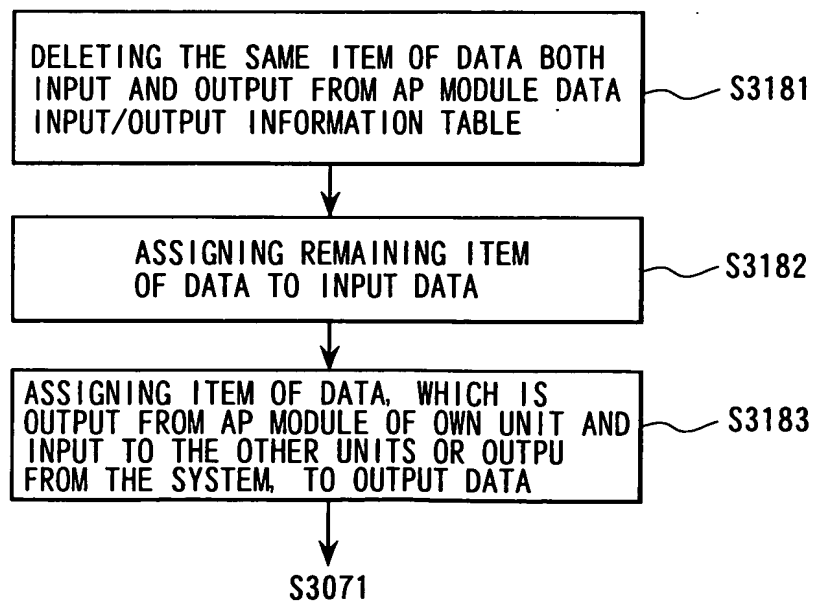 DELETING THE SAME ITEM OF DATA BOTH
INPUT AND OUTPUT FROM AP MODULE DATA
INPUT/OUTPUT INFORMATION TABLE
S3181
ASSIGNING REMAINING ITEM
OF DATA TO INPUT DATA
S3182
ASSIGNING ITEM OF DATA, WHICH IS
OUTPUT FROM AP MODULE OF OWN UNIT AND
INPUT TO THE OTHER UNITS OR OUTPU
FROM THE SYSTEM, TO OUTPUT DATA
S3183
S3071